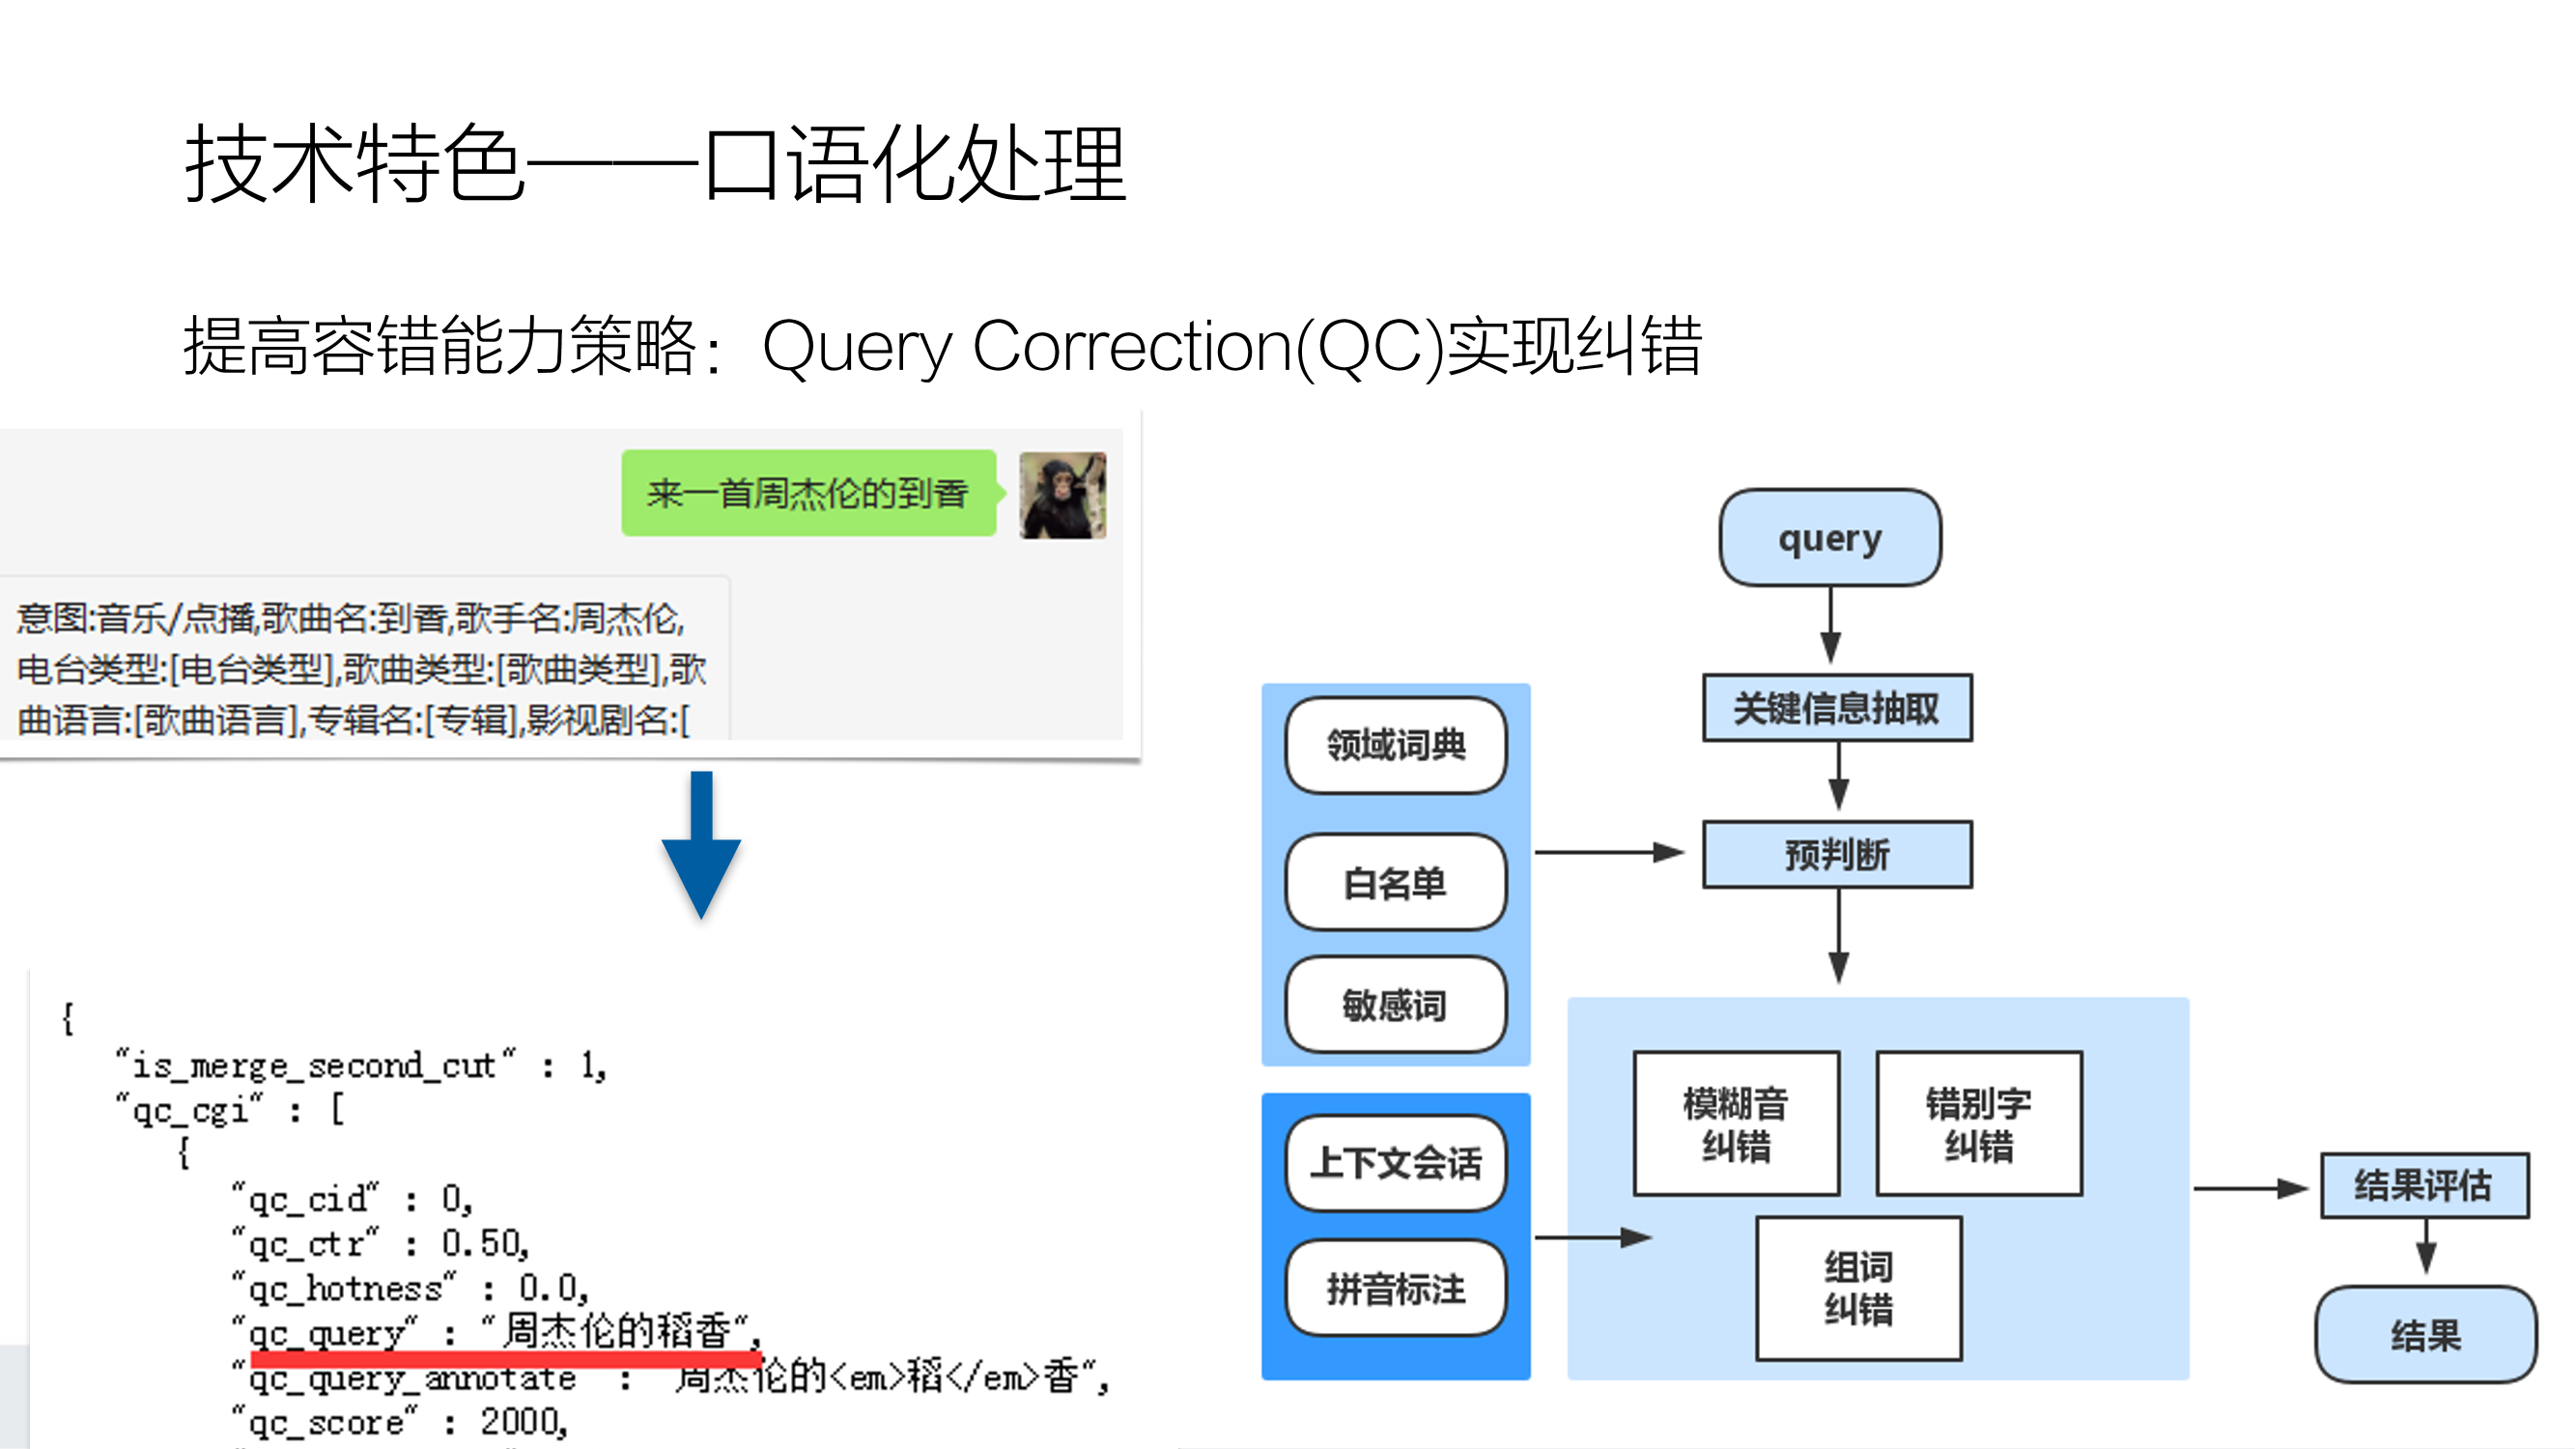 技术特色——口语化处理
提高容错能力策略：Query Correction(QC)实现纠错
来一首周杰伦的到香
意图:音乐/点播,歌曲名:到香,歌手名:周杰伦,
电台类型:[电台类型],歌曲类型:[歌曲类型],歌
曲语言:[歌曲语言],专辑名:[专辑],影视剧名:[
{
"is_merge_second_cut" : 1,
"qc_cgi" : [
{
"qc_cid" : 0,
"qc_ctr" : 0.50,
"qc_hotness" : 0.0,
"qc_query" : "周杰伦的稻香",
"qc_query_annotate" : "周杰伦的<em>稻</em>香",
"qc_score" : 2000,
query
关键信息抽取
预判断
领域词典
白名单
敏感词
上下文会话
拼音标注
模糊音
纠错
错别字
纠错
组词
纠错
结果评估
结果